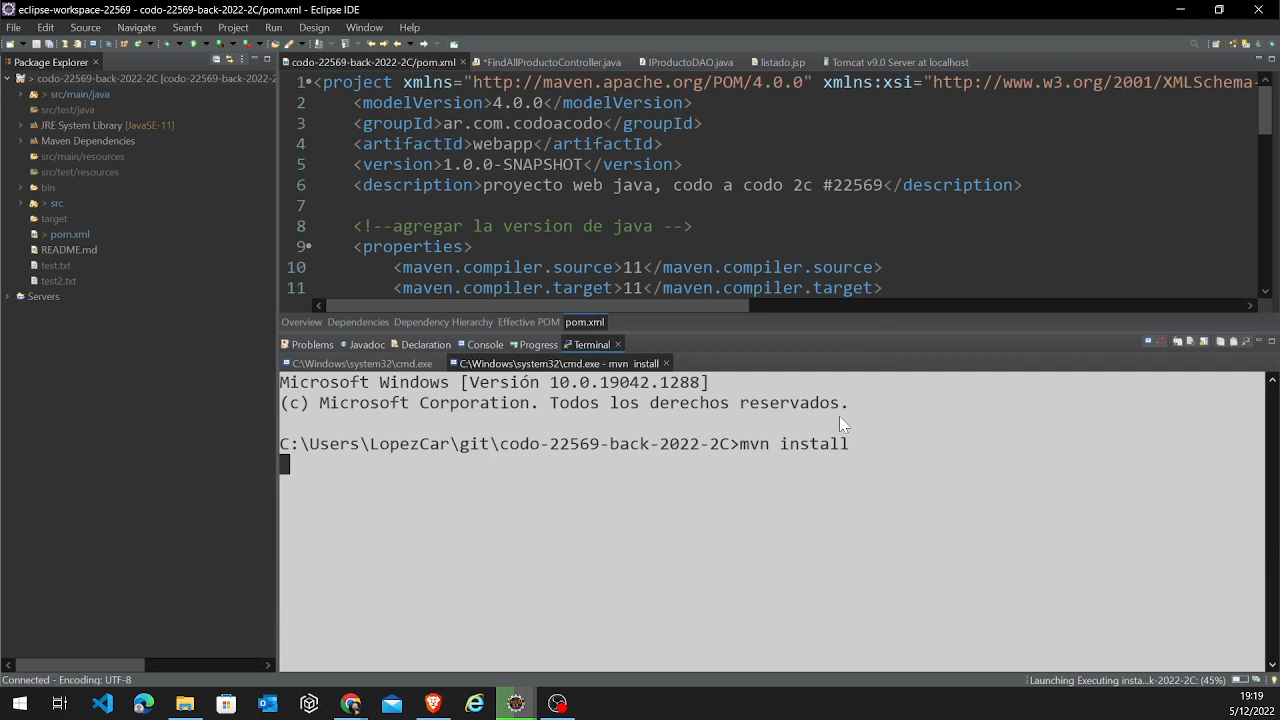 eclipse-workspace-22569 - codo-22569-back-2022-2C/pom.xml - Eclipse IDE
File Edit Source Navigate Search Project Run Design Window Help
Package Explorer
codo-22569-back-2022-2C/pom.xml *FindAllProductoController.java IProductoDAO.java listado.jsp Tomcat v9.0 Server at localhost
> codo-22569-back-2022-2C [codo-22569-back-2022-2
> src/main/java
src/test/java
JRE System Library [JavaSE-11]
Maven Dependencies
src/main/resources
src/test/resources
bin
> src
target
> pom.xml
README.md
test.txt
test2.txt
Servers
1 <project xmlns="http://maven.apache.org/POM/4.0.0" xmlns:xsi="http://www.w3.org/2001/XMLSchema-
2 <modelVersion>4.0.0</modelVersion>
3 <groupId>ar.com.codoacodo</groupId>
4 <artifactId>webapp</artifactId>
5 <version>1.0.0-SNAPSHOT</version>
6 <description>proyecto web java, codo a codo 2c #22569</description>
7
8 <!--agregar la version de java -->
9 <properties>
10 <maven.compiler.source>11</maven.compiler.source>
11 <maven.compiler.target>11</maven.compiler.target>
Overview Dependencies Dependency Hierarchy Effective POM pom.xml
Problems Javadoc Declaration Console Progress Terminal
C:\Windows\system32\cmd.exe C:\Windows\system32\cmd.exe - mvn install
Microsoft Windows [Versión 10.0.19042.1288]
(c) Microsoft Corporation. Todos los derechos reservados.
C:\Users\LopezCar\git\codo-22569-back-2022-2C>mvn install
Connected - Encoding: UTF-8
Launching Executing insta...k-2022-2C: (45%)
19:19
5/12/2022